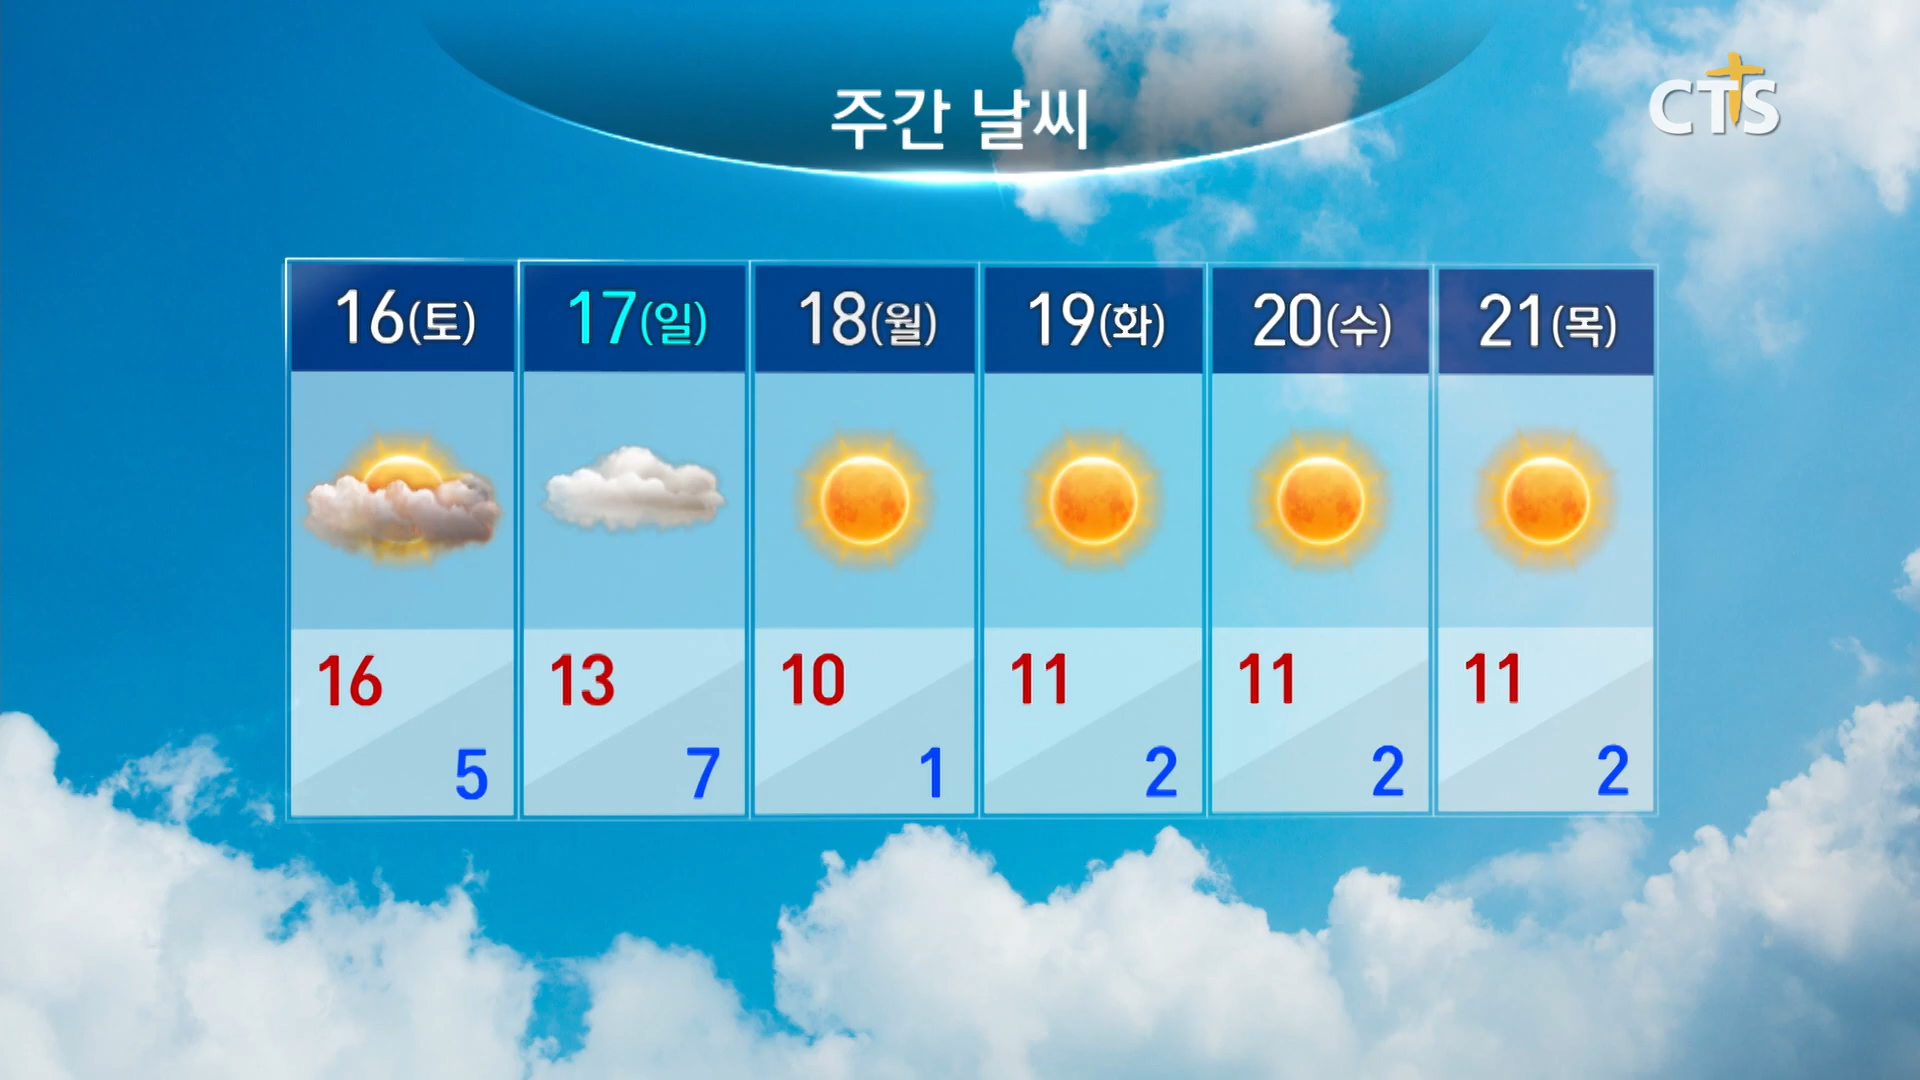 주간 날씨
CTS
16(토) 17(일) 18(월) 19(화) 20(수) 21(목)
16 13 10 11 11 11
5 7 1 2 2 2